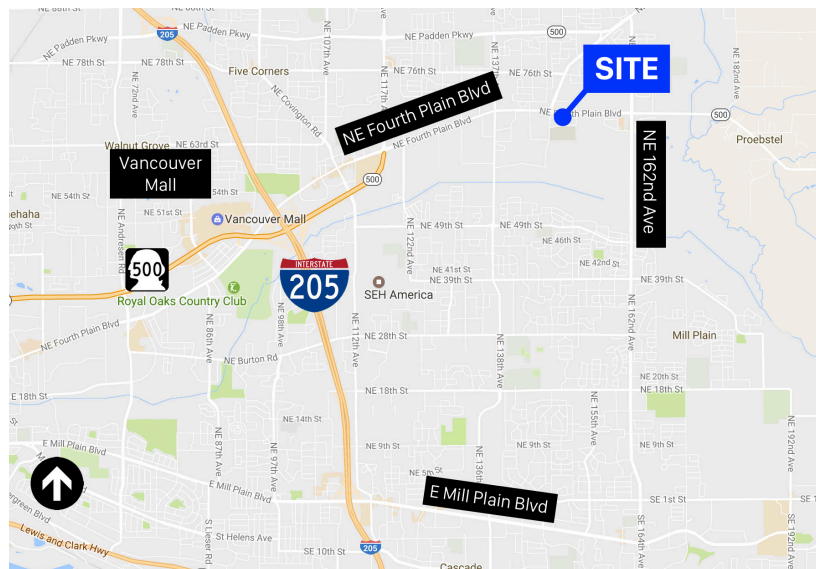 NE 88th St
NE Padden Pkwy
205
NE 107th Ave
NE Padden Pkwy
500
NE 78th St
NE 78th St
Five Corners
NE 76th St
NE 137th
NE 76th St
SITE
NE 182nd Ave
NE 72nd Ave
NE Covington Rd
NE 117th Ave
NE Fourth Plain Blvd
NE Fourth Plain Blvd
500
Walnut Grove
NE 63rd St
NE Fourth Plain Blvd
NE 162nd Ave
Proebstel
Vancouver
Mall
500
NE 54th St
54th St
NE 51st St
Vancouver Mall
NE Andresen Rd
NE 122nd Ave
NE 49th St
NE 49th St
NE 46th St
500
INTERSTATE
205
NE 41st St
NE 39th St
NE 42nd St
NE 39th St
SEH America
Royal Oaks Country Club
NE 98th Ave
NE 112th Ave
NE 162nd Ave
NE Fourth Plain Blvd
NE 86th Ave
NE 28th St
Mill Plain
NE Burton Rd
NE 138th Ave
NE 20th St
NE 18th St
NE 18th St
E 18th St
NE 14th St
NE 155th Ave
NE 192nd Ave
E Mill Plain Blvd
NE 87th Ave
NE 97th Ave
NE 9th St
NE 9th St
NE 9th St
NE 136th
NE 5th St
NE Mill Plain Blvd
E Mill Plain Blvd
SE 1st St
SE 1
Lewis and Clark Hwy
S Lieser Rd
St Helens Ave
SE 10th St
205
Cascade
SE 164th Ave
SE 192nd Ave